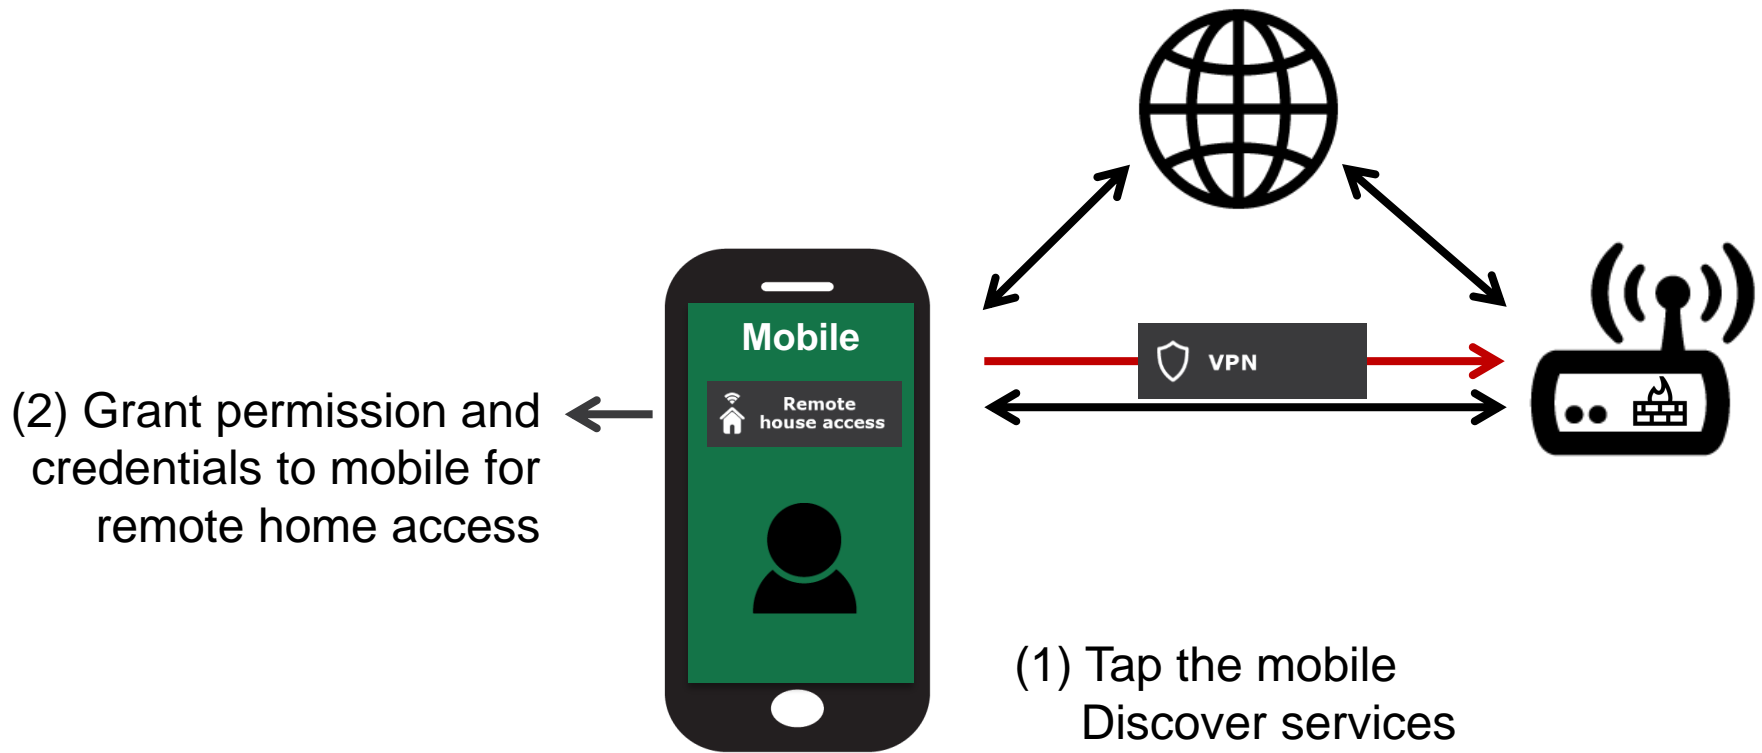 Mobile
Remote
house access
VPN
(2) Grant permission and
credentials to mobile for
remote home access
(1) Tap the mobile
Discover services